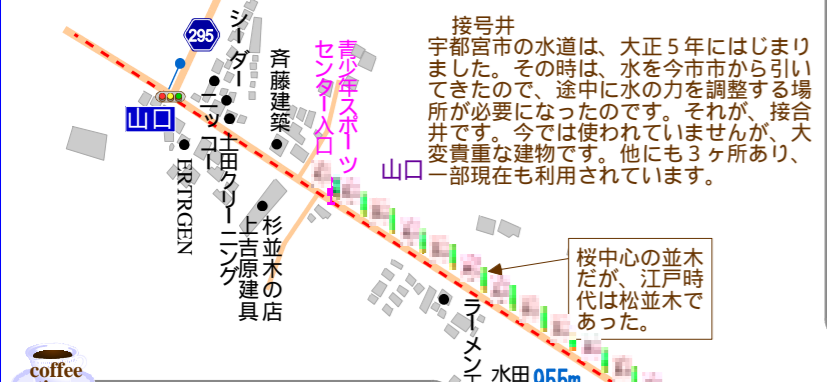 接号井
宇都宮市の水道は、大正５年にはじまり
ました。その時は、水を今市市から引い
てきたので、途中に水の力を調整する場
所が必要になったのです。それが、接合
井です。今では使われていませんが、大
変貴重な建物です。他にも３ヶ所あり、
一部現在も利用されています。
295
シーダー
斉藤建築
青少年スポーツ
センター入口
山口
ニッコー
土田クリーニング
ERTRGEN
山口
杉並木の店
上吉原建具
桜中心の並木
だが、江戸時
代は松並木で
あった。
ラーメンエ
水田 955m
coffee